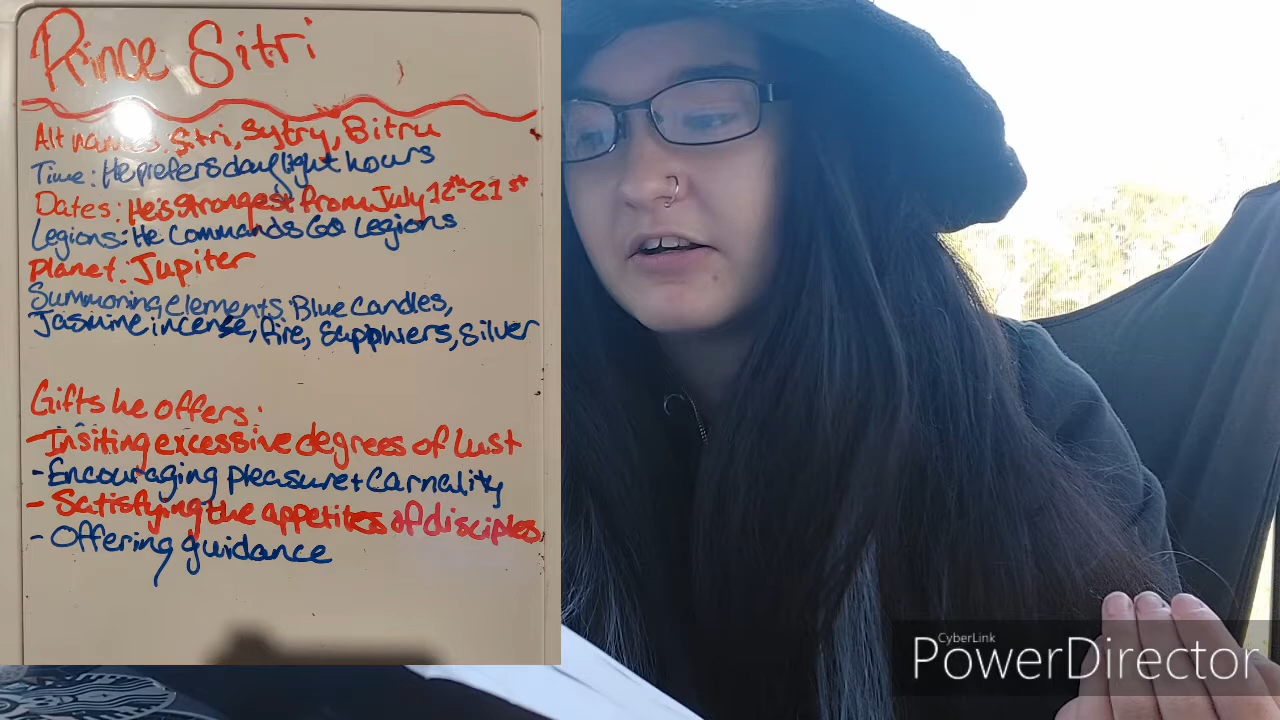 Prince Sitri
Alt names: Sitri, Sytry, Bitru
Time: He prefers daylight hours
Dates: He's strongest from July 12th-21st
Legions: He commands 60 Legions
Planet: Jupiter
Summoning elements: Blue candles,
Jasmine incense, fire, Sapphiers, Silver
Gifts he offers:
-Insiting excessive degrees of lust
-Encouraging pleasure + Carnality
- Satisfying the appetites of disciples
- Offering guidance
CyberLink
PowerDirector